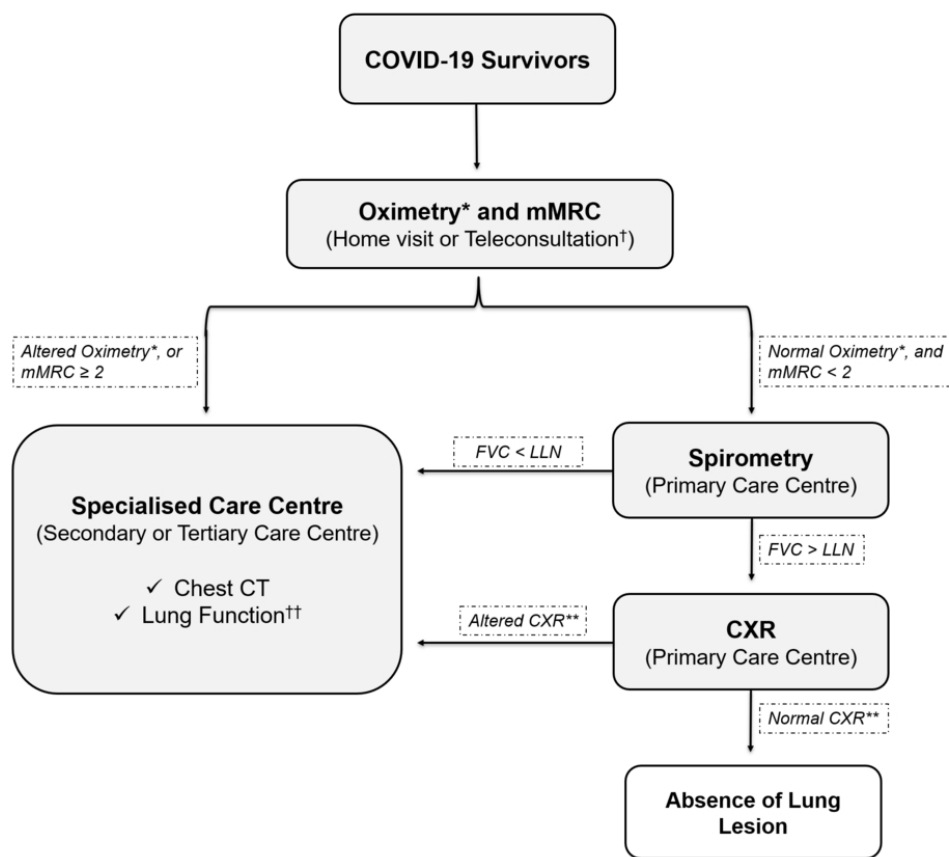 COVID-19 Survivors
Oximetry* and mMRC
(Home visit or Teleconsultation†)
Altered Oximetry*, or
mMRC ≥ 2
Normal Oximetry*, and
mMRC < 2
Specialised Care Centre
(Secondary or Tertiary Care Centre)
✓ Chest CT
✓ Lung Function††
FVC < LLN
Spirometry
(Primary Care Centre)
FVC > LLN
Altered CXR**
CXR
(Primary Care Centre)
Normal CXR**
Absence of Lung
Lesion